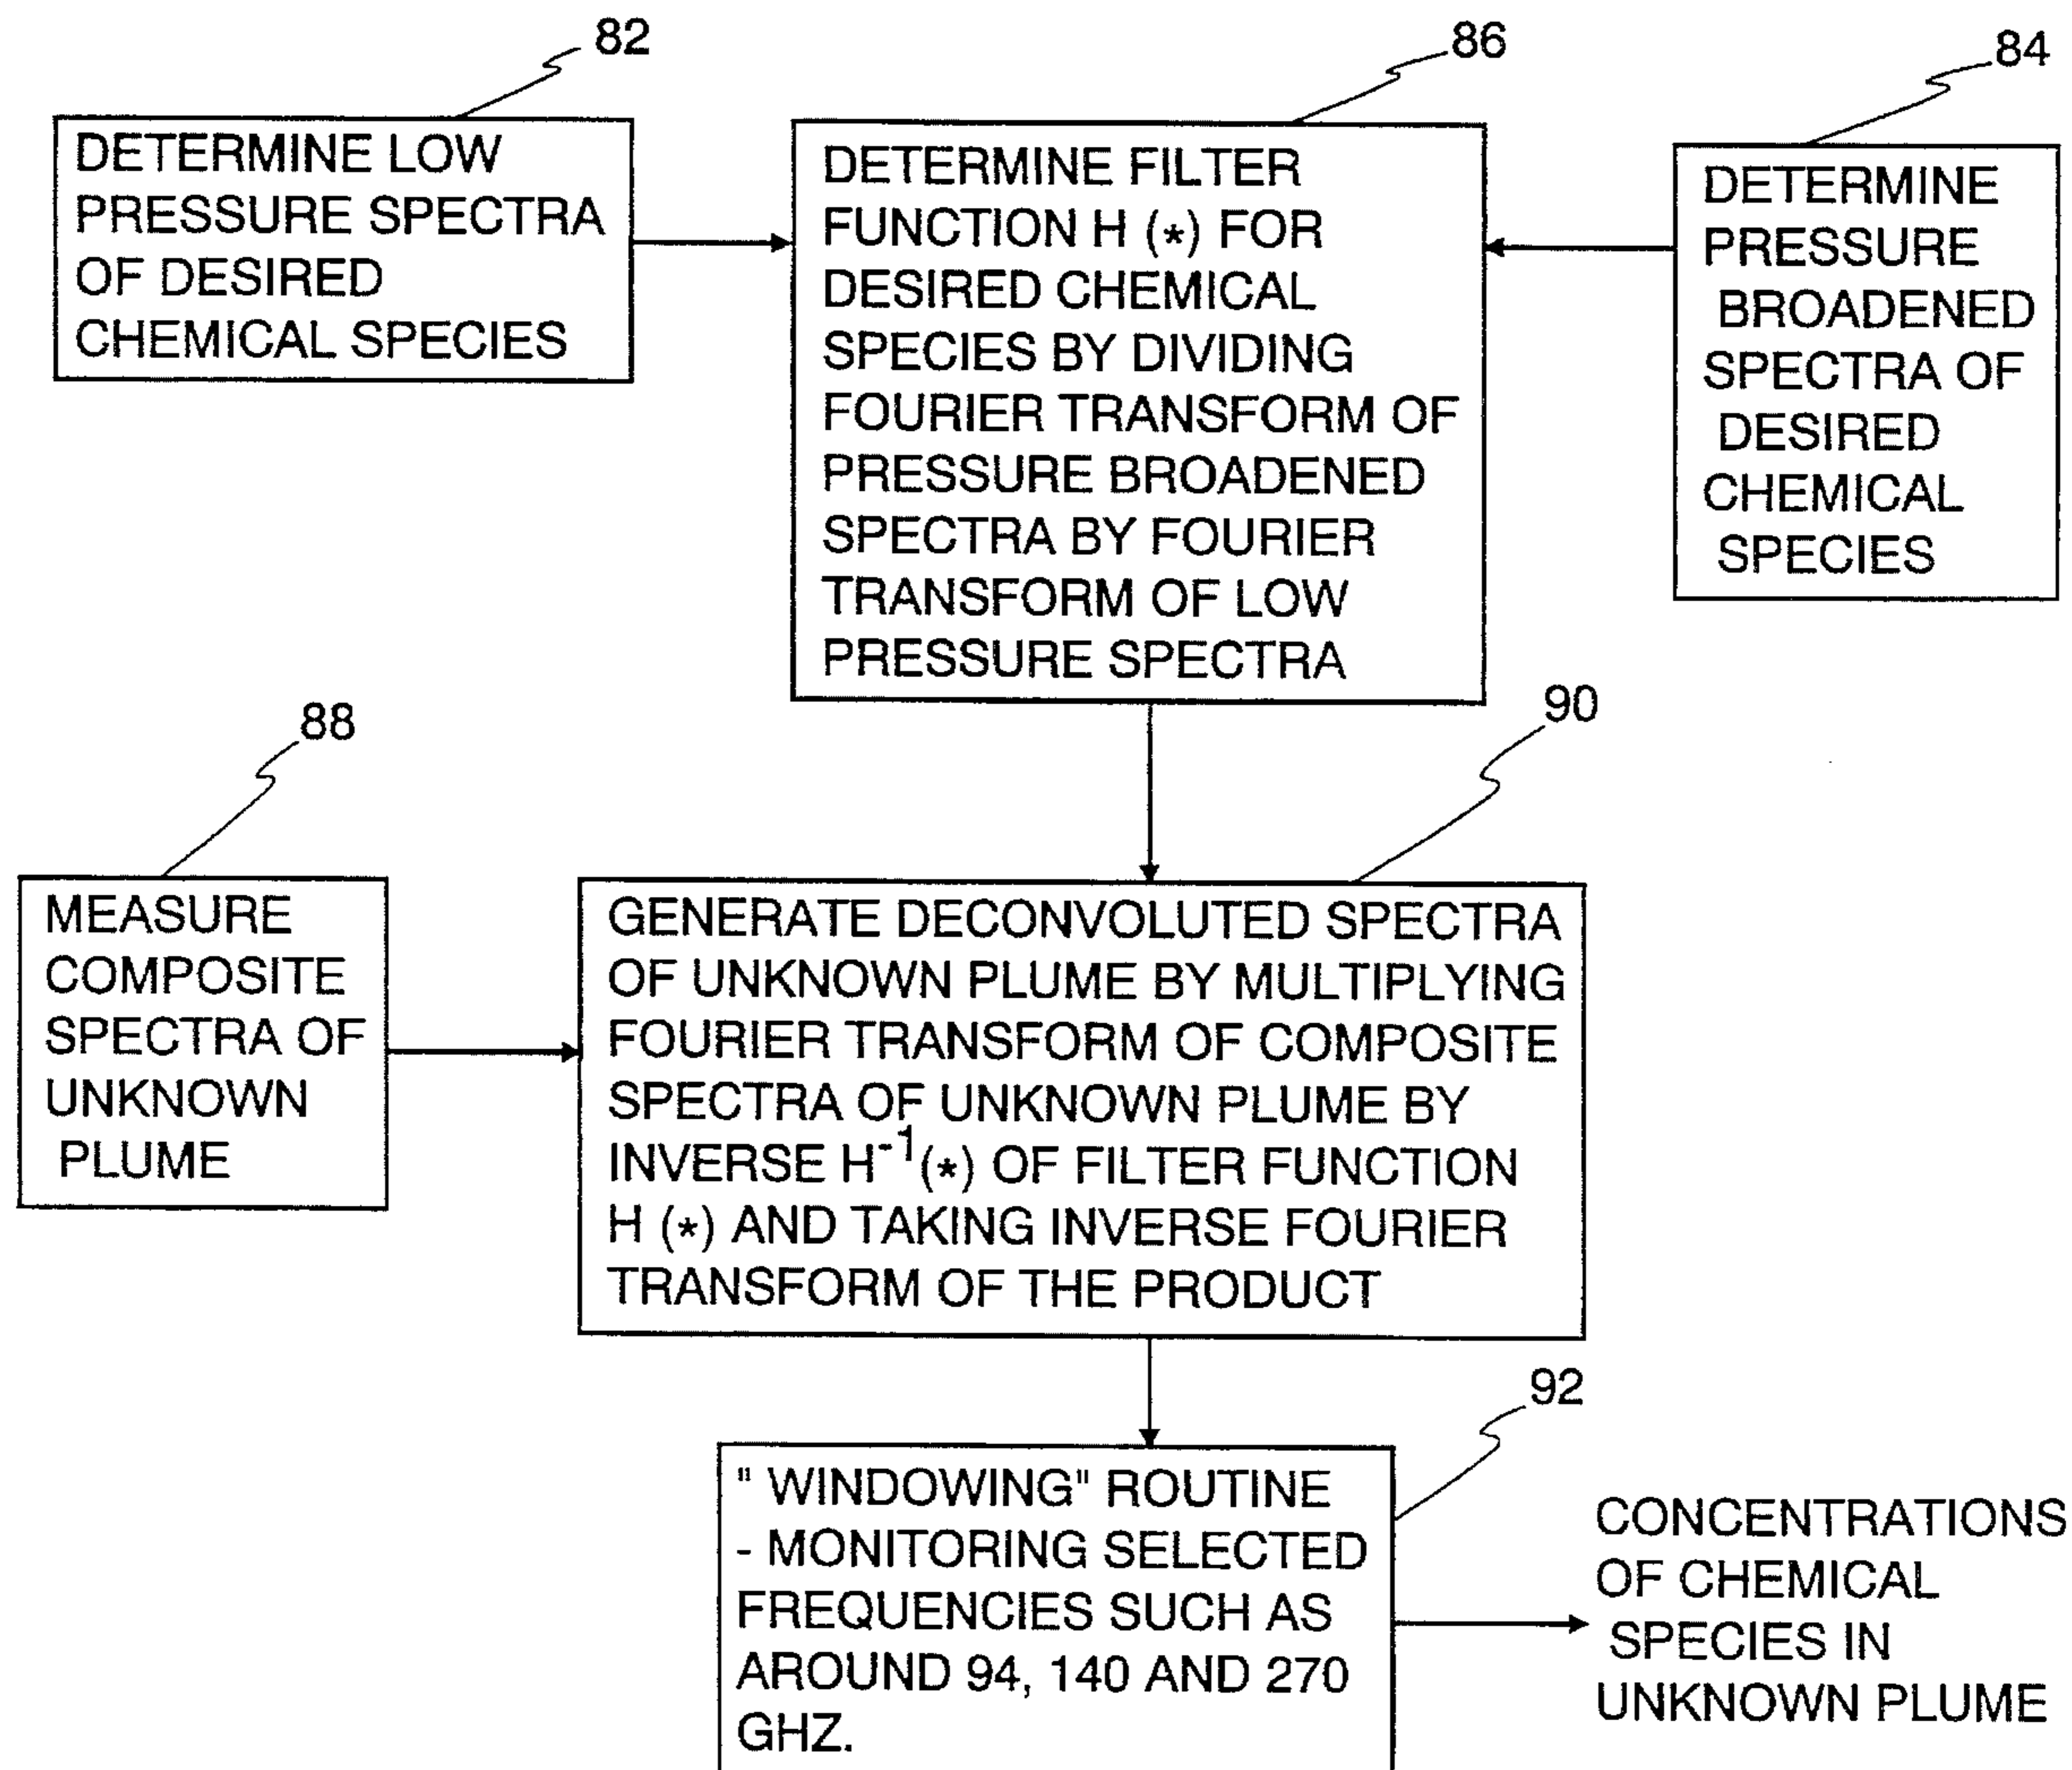 82
DETERMINE LOW
PRESSURE SPECTRA
OF DESIRED
CHEMICAL SPECIES
86
DETERMINE FILTER
FUNCTION H (*) FOR
DESIRED CHEMICAL
SPECIES BY DIVIDING
FOURIER TRANSFORM OF
PRESSURE BROADENED
SPECTRA BY FOURIER
TRANSFORM OF LOW
PRESSURE SPECTRA
84
DETERMINE
PRESSURE
BROADENED
SPECTRA OF
DESIRED
CHEMICAL
SPECIES
88
MEASURE
COMPOSITE
SPECTRA OF
UNKNOWN
PLUME
90
GENERATE DECONVOLUTED SPECTRA
OF UNKNOWN PLUME BY MULTIPLYING
FOURIER TRANSFORM OF COMPOSITE
SPECTRA OF UNKNOWN PLUME BY
INVERSE H⁻¹(*) OF FILTER FUNCTION
H (*) AND TAKING INVERSE FOURIER
TRANSFORM OF THE PRODUCT
92
" WINDOWING" ROUTINE
- MONITORING SELECTED
FREQUENCIES SUCH AS
AROUND 94, 140 AND 270
GHZ.
CONCENTRATIONS
OF CHEMICAL
SPECIES IN
UNKNOWN PLUME